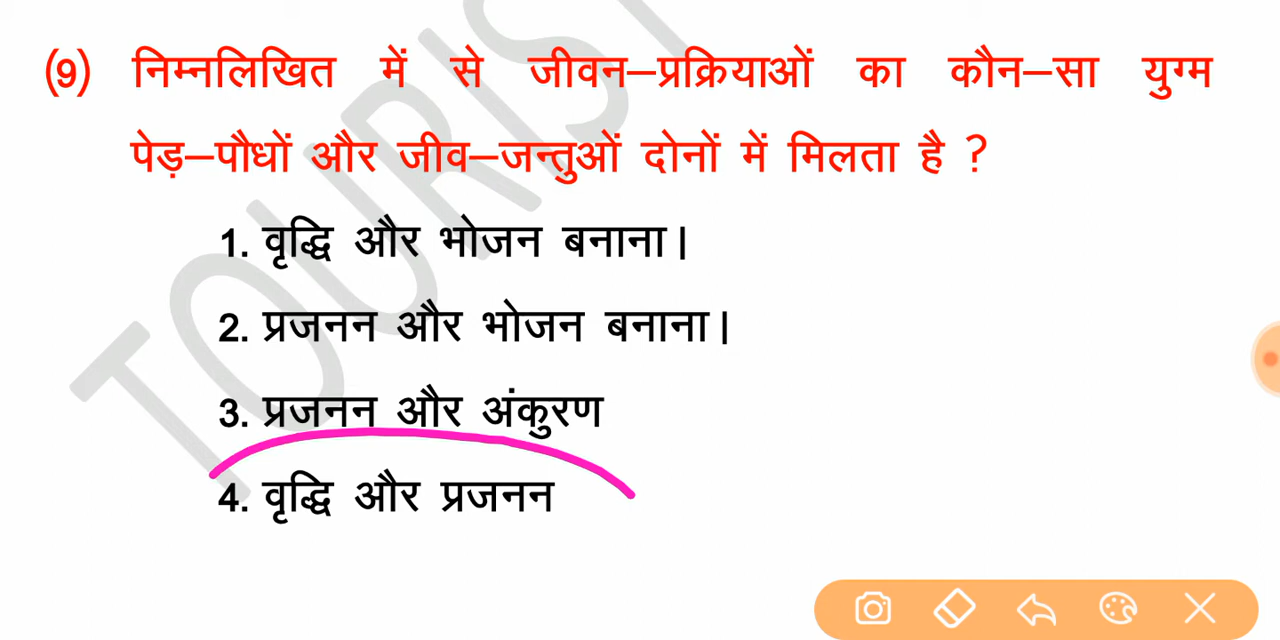 (9) निम्नलिखित में से जीवन–प्रक्रियाओं का कौन–सा युग्म
पेड़–पौधों और जीव–जन्तुओं दोनों में मिलता है ?
1. वृद्धि और भोजन बनाना।
2. प्रजनन और भोजन बनाना।
3. प्रजनन और अंकुरण
4. वृद्धि और प्रजनन
TOURIST